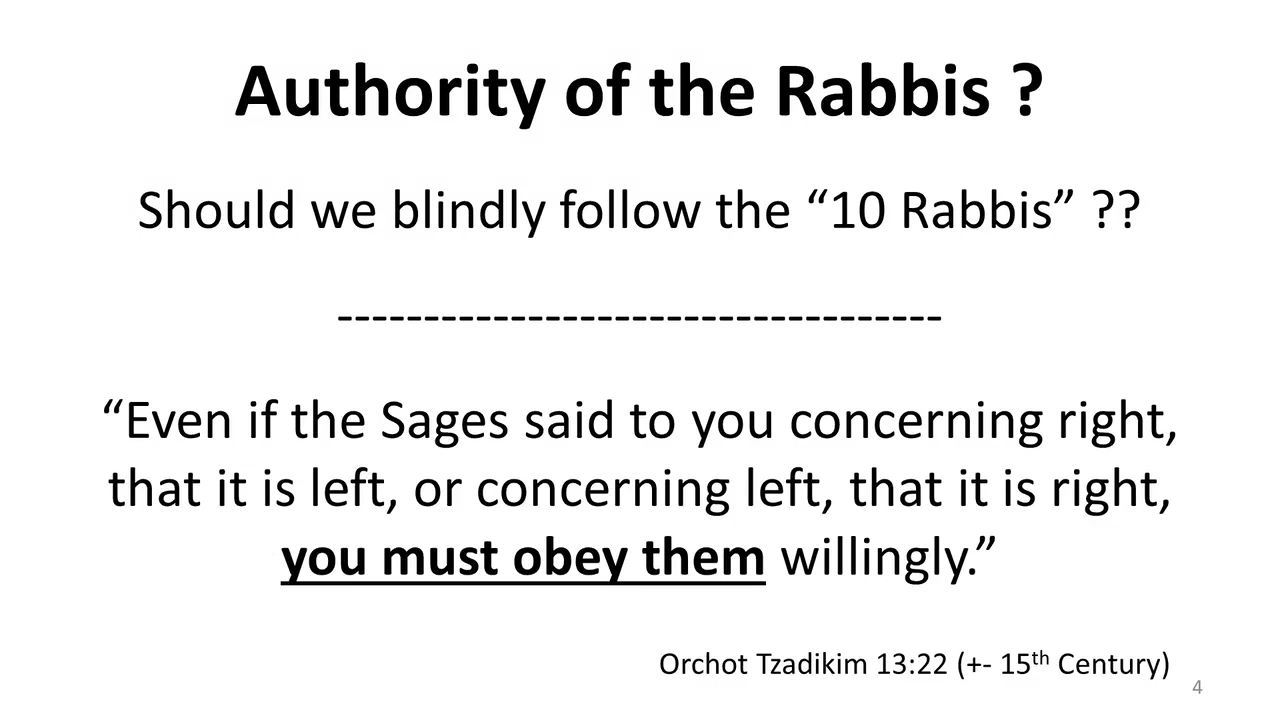 Authority of the Rabbis ?
Should we blindly follow the “10 Rabbis” ??
-----------------------------------
“Even if the Sages said to you concerning right,
that it is left, or concerning left, that it is right,
you must obey them willingly.”
Orchot Tzadikim 13:22 (+- 15th Century)
4